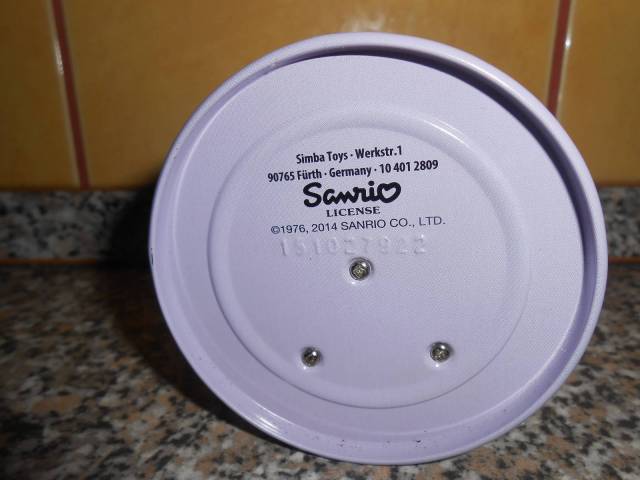 Simba Toys · Werkstr.1
90765 Fürth · Germany · 10 401 2809
Sanrio
LICENSE
©1976, 2014 SANRIO CO., LTD.
151027922